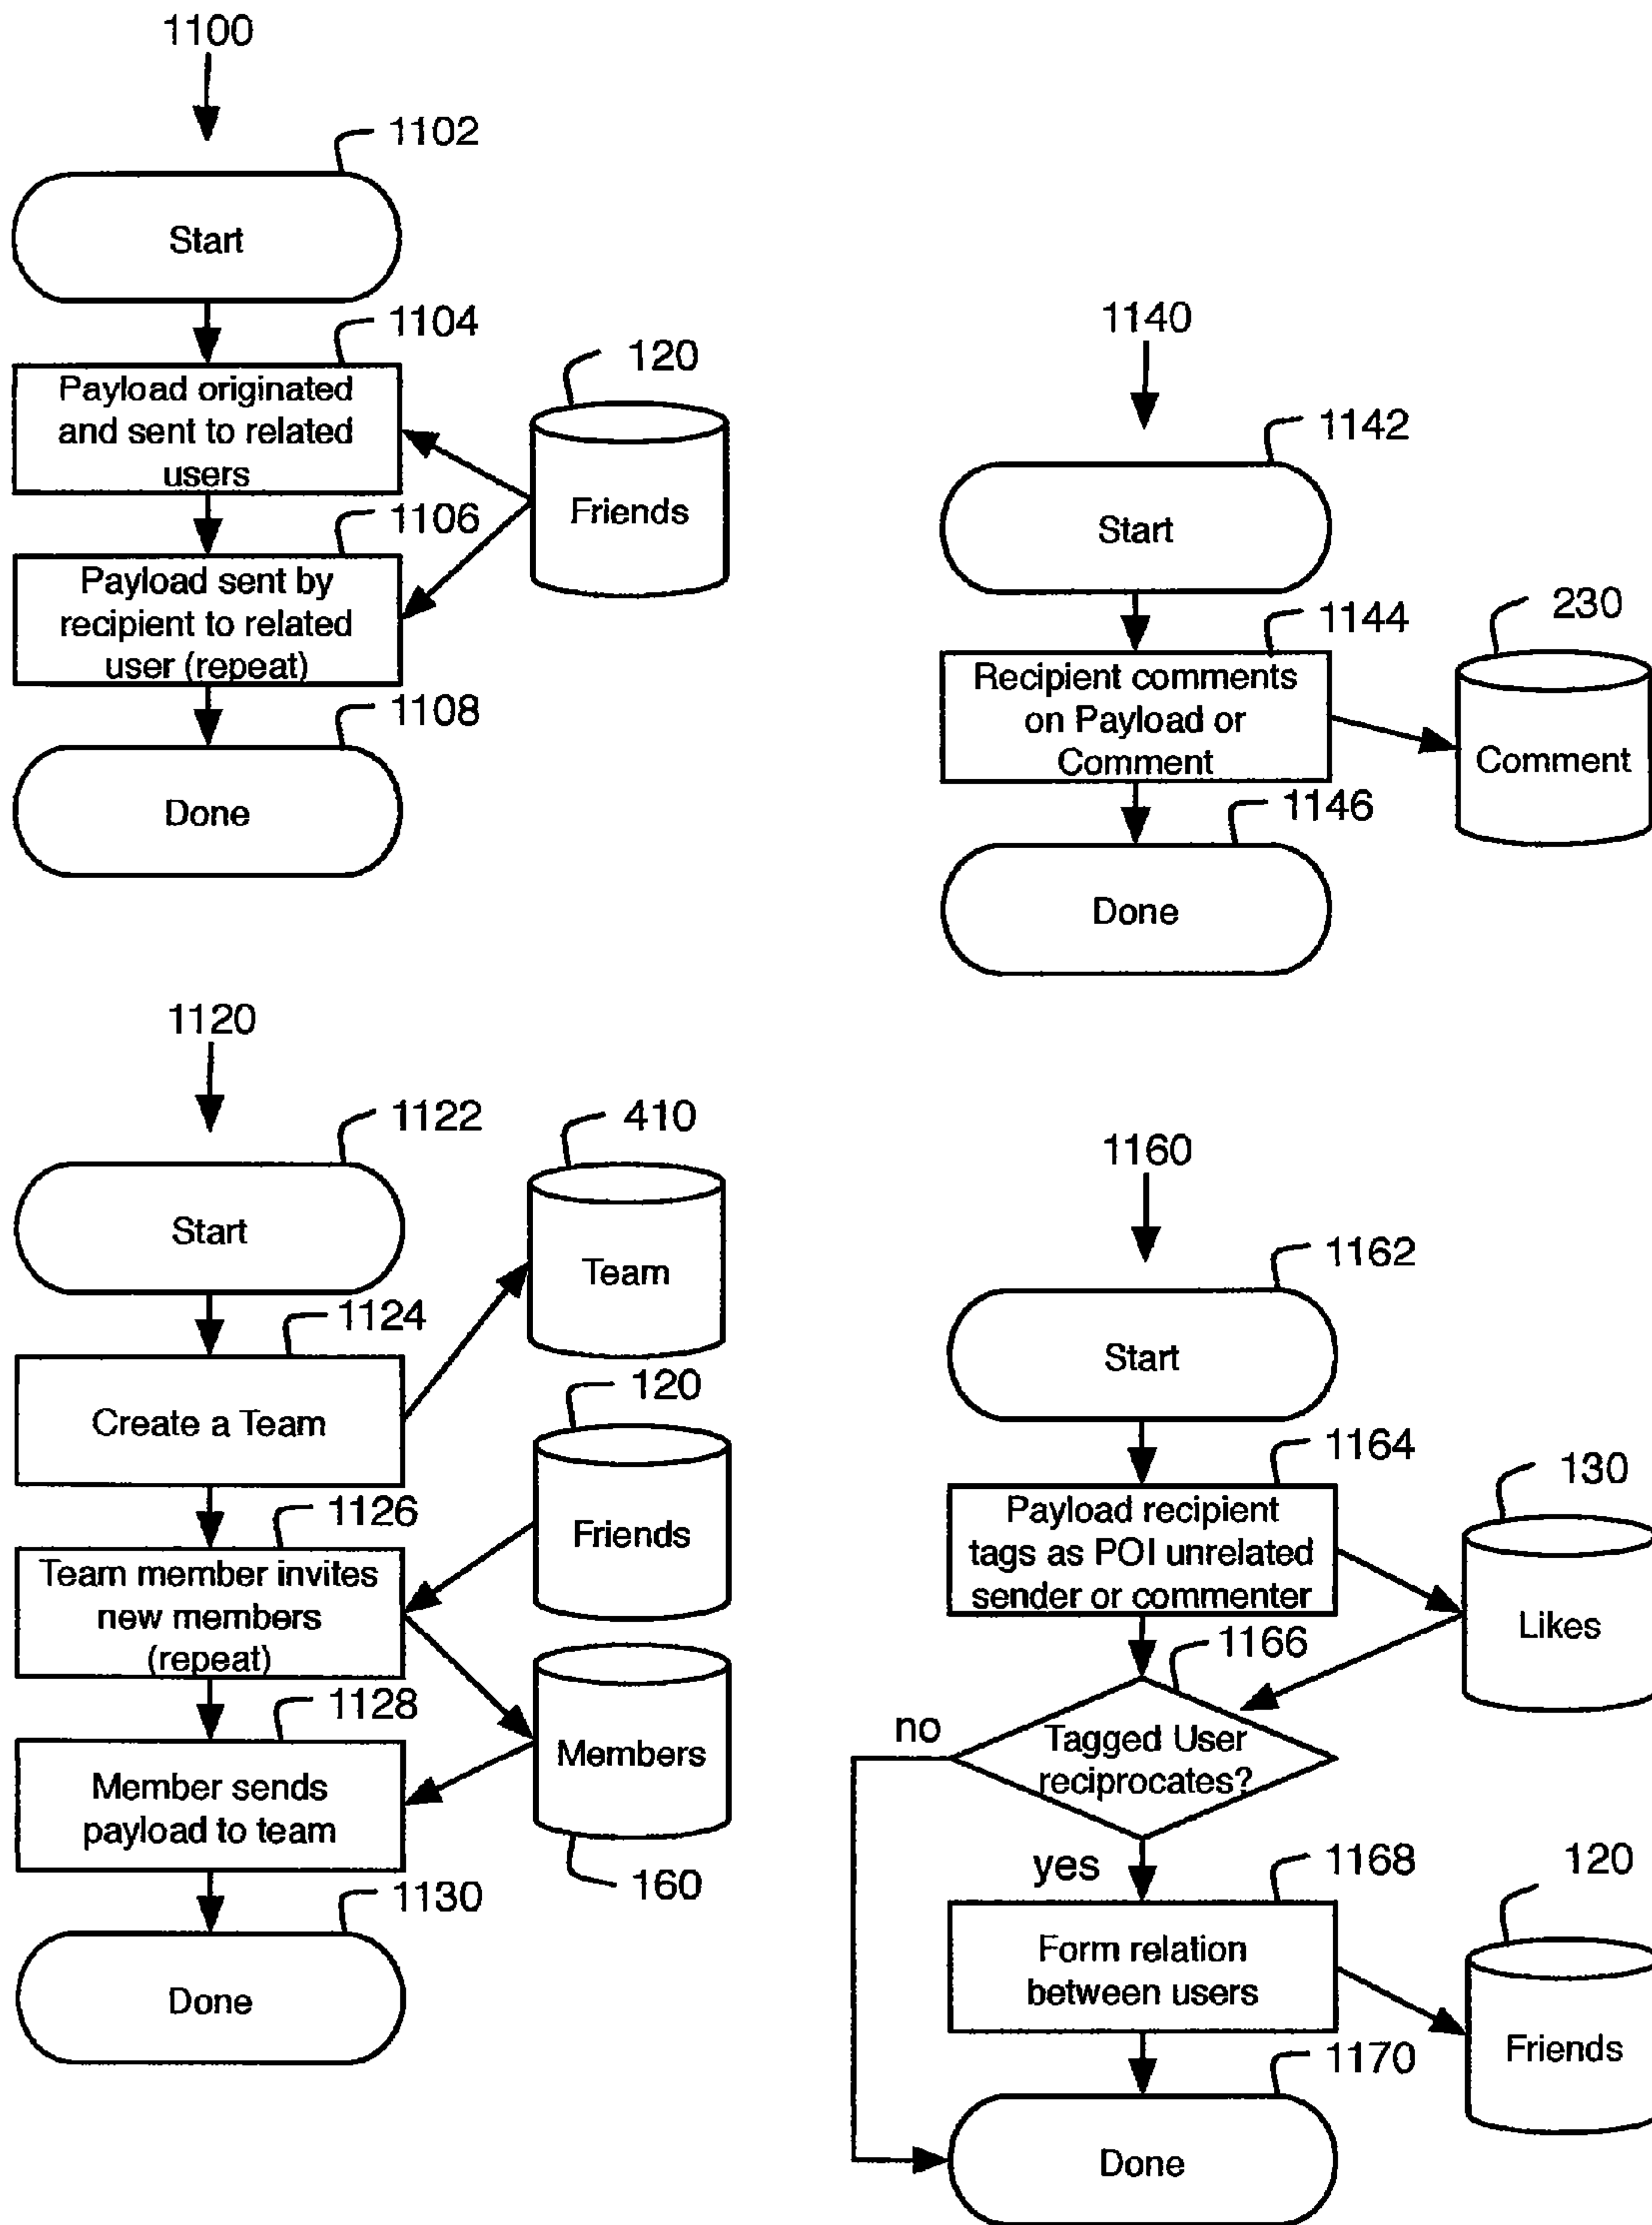 1100
1102
Start
1104
Payload originated
and sent to related
users
120
Friends
1106
Payload sent by
recipient to related
user (repeat)
1108
Done
1140
1142
Start
1144
Recipient comments
on Payload or
Comment
230
Comment
1146
Done
1120
1122
Start
410
Team
1124
Create a Team
120
Friends
1126
Team member invites
new members
(repeat)
1128
Members
160
Member sends
payload to team
1130
Done
1160
1162
Start
1164
Payload recipient
tags as POI unrelated
sender or commenter
130
Likes
1166
Tagged User
reciprocates?
no
yes
1168
Form relation
between users
120
Friends
1170
Done